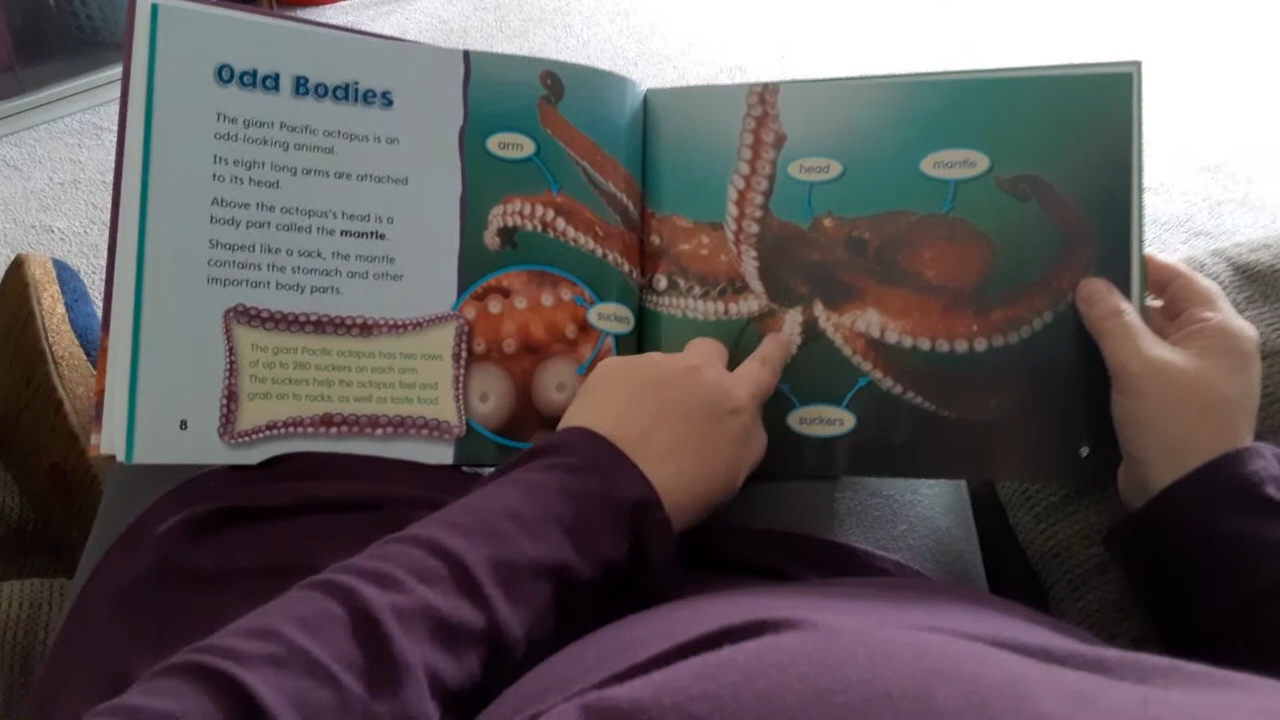 Odd Bodies
The giant Pacific octopus is an
odd-looking animal.
Its eight long arms are attached
to its head.
Above the octopus's head is a
body part called the mantle.
Shaped like a sack, the mantle
contains the stomach and other
important body parts.
The giant Pacific octopus has two rows
of up to 280 suckers on each arm.
The suckers help the octopus feel and
grab on to rocks, as well as taste food.
8
arm
suckers
head
mantle
suckers
9